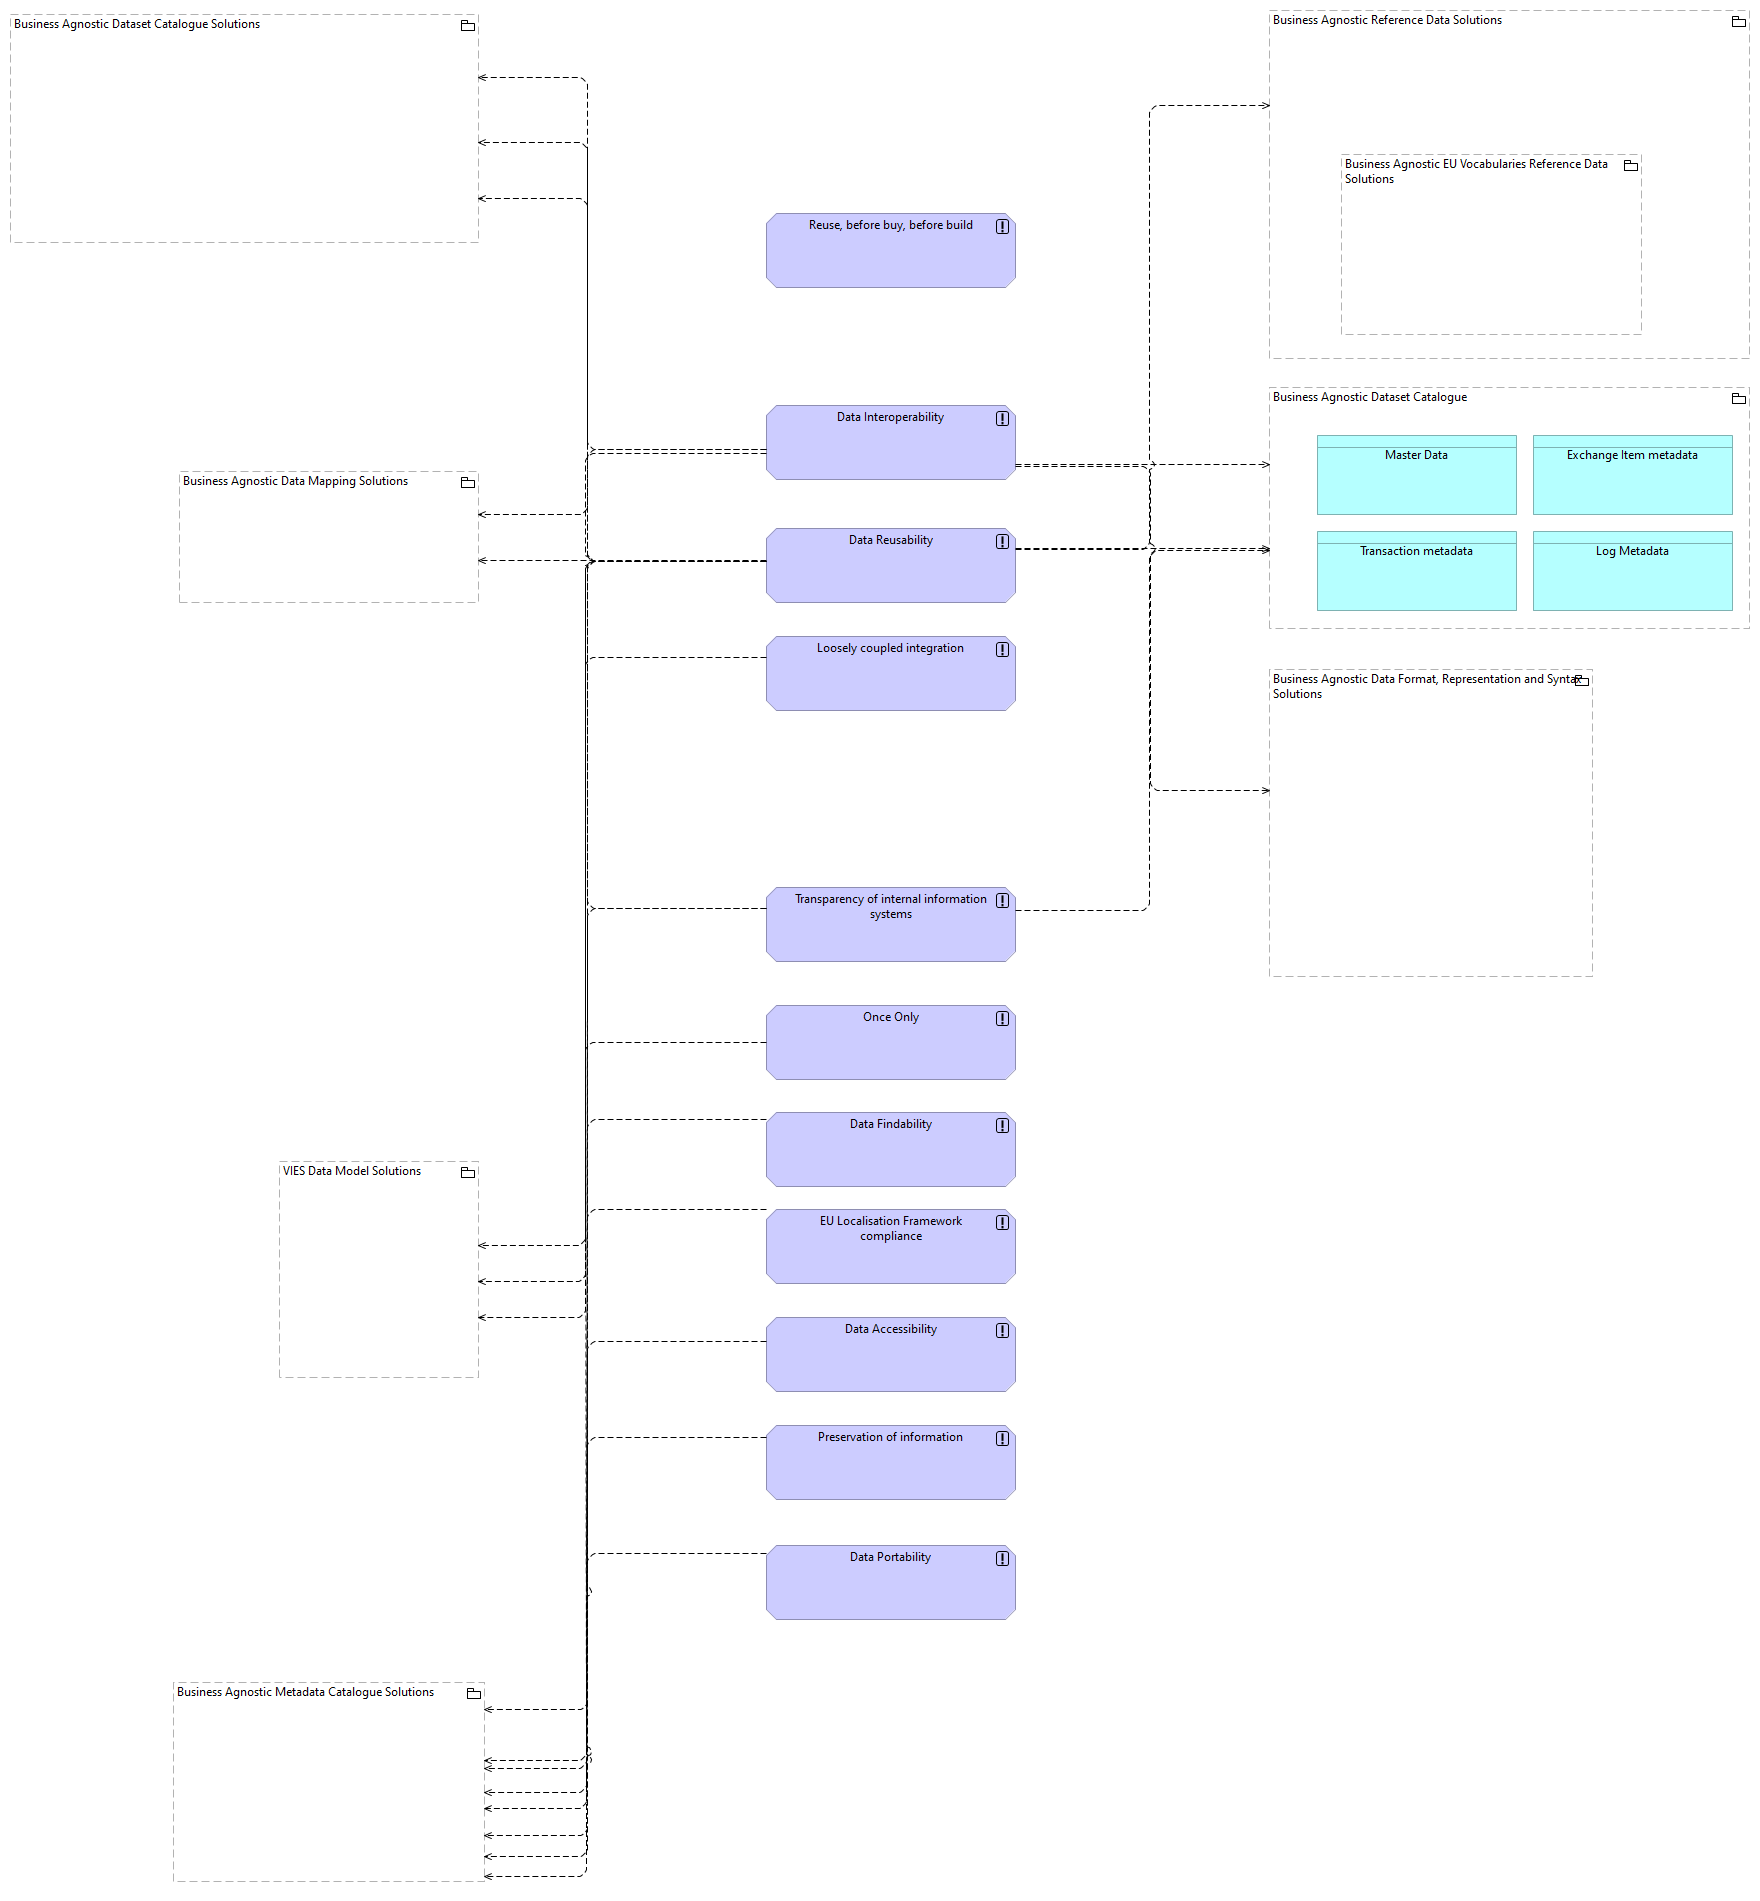 Business Agnostic Dataset Catalogue Solutions
Business Agnostic Reference Data Solutions
Business Agnostic EU Vocabularies Reference Data
Solutions
Reuse, before buy, before build
Business Agnostic Dataset Catalogue
Master Data
Exchange Item metadata
Transaction metadata
Log Metadata
Data Interoperability
Business Agnostic Data Mapping Solutions
Data Reusability
Loosely coupled integration
Business Agnostic Data Format, Representation and Syntax
Solutions
Transparency of internal information
systems
Once Only
Data Findability
VIES Data Model Solutions
EU Localisation Framework
compliance
Data Accessibility
Preservation of information
Data Portability
Business Agnostic Metadata Catalogue Solutions